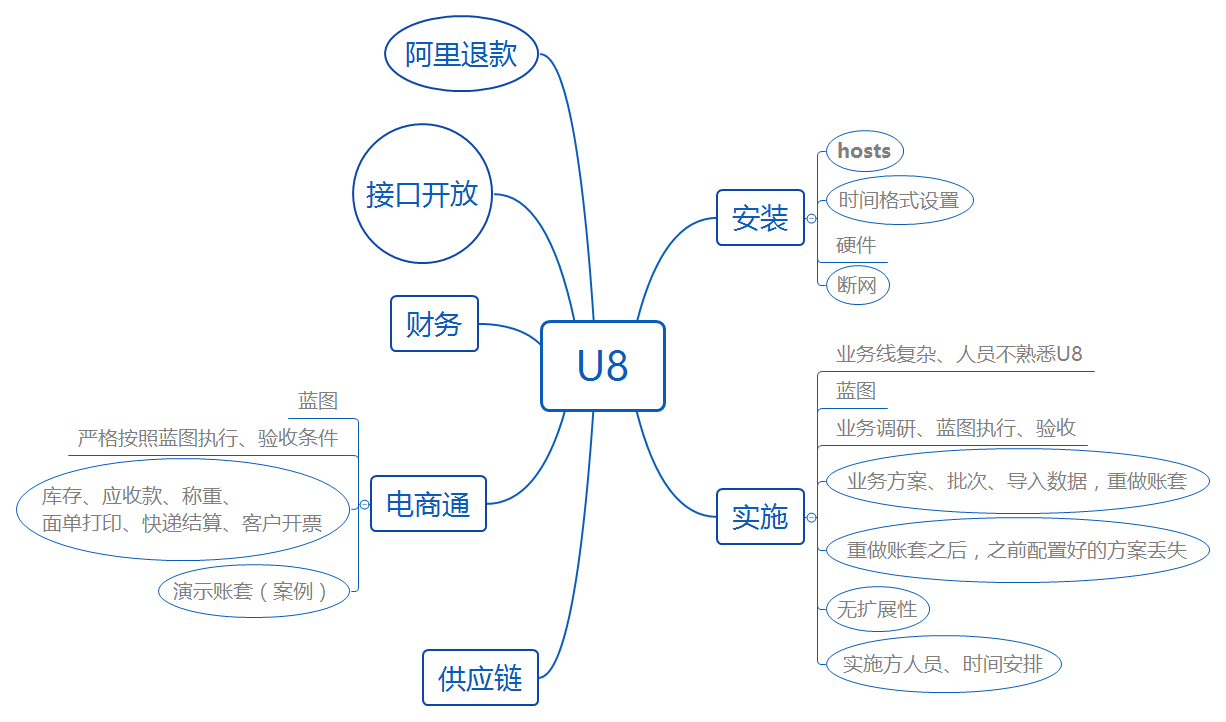 U8
安装
hosts
时间格式设置
硬件
断网
实施
业务线复杂、人员不熟悉U8
蓝图
业务调研、蓝图执行、验收
业务方案、批次、导入数据，重做账套
重做账套之后，之前配置好的方案丢失
无扩展性
实施方人员、时间安排
阿里退款
接口开放
财务
电商通
蓝图
严格按照蓝图执行、验收条件
库存、应收款、称重、
面单打印、快递结算、客户开票
演示账套（案例）
供应链